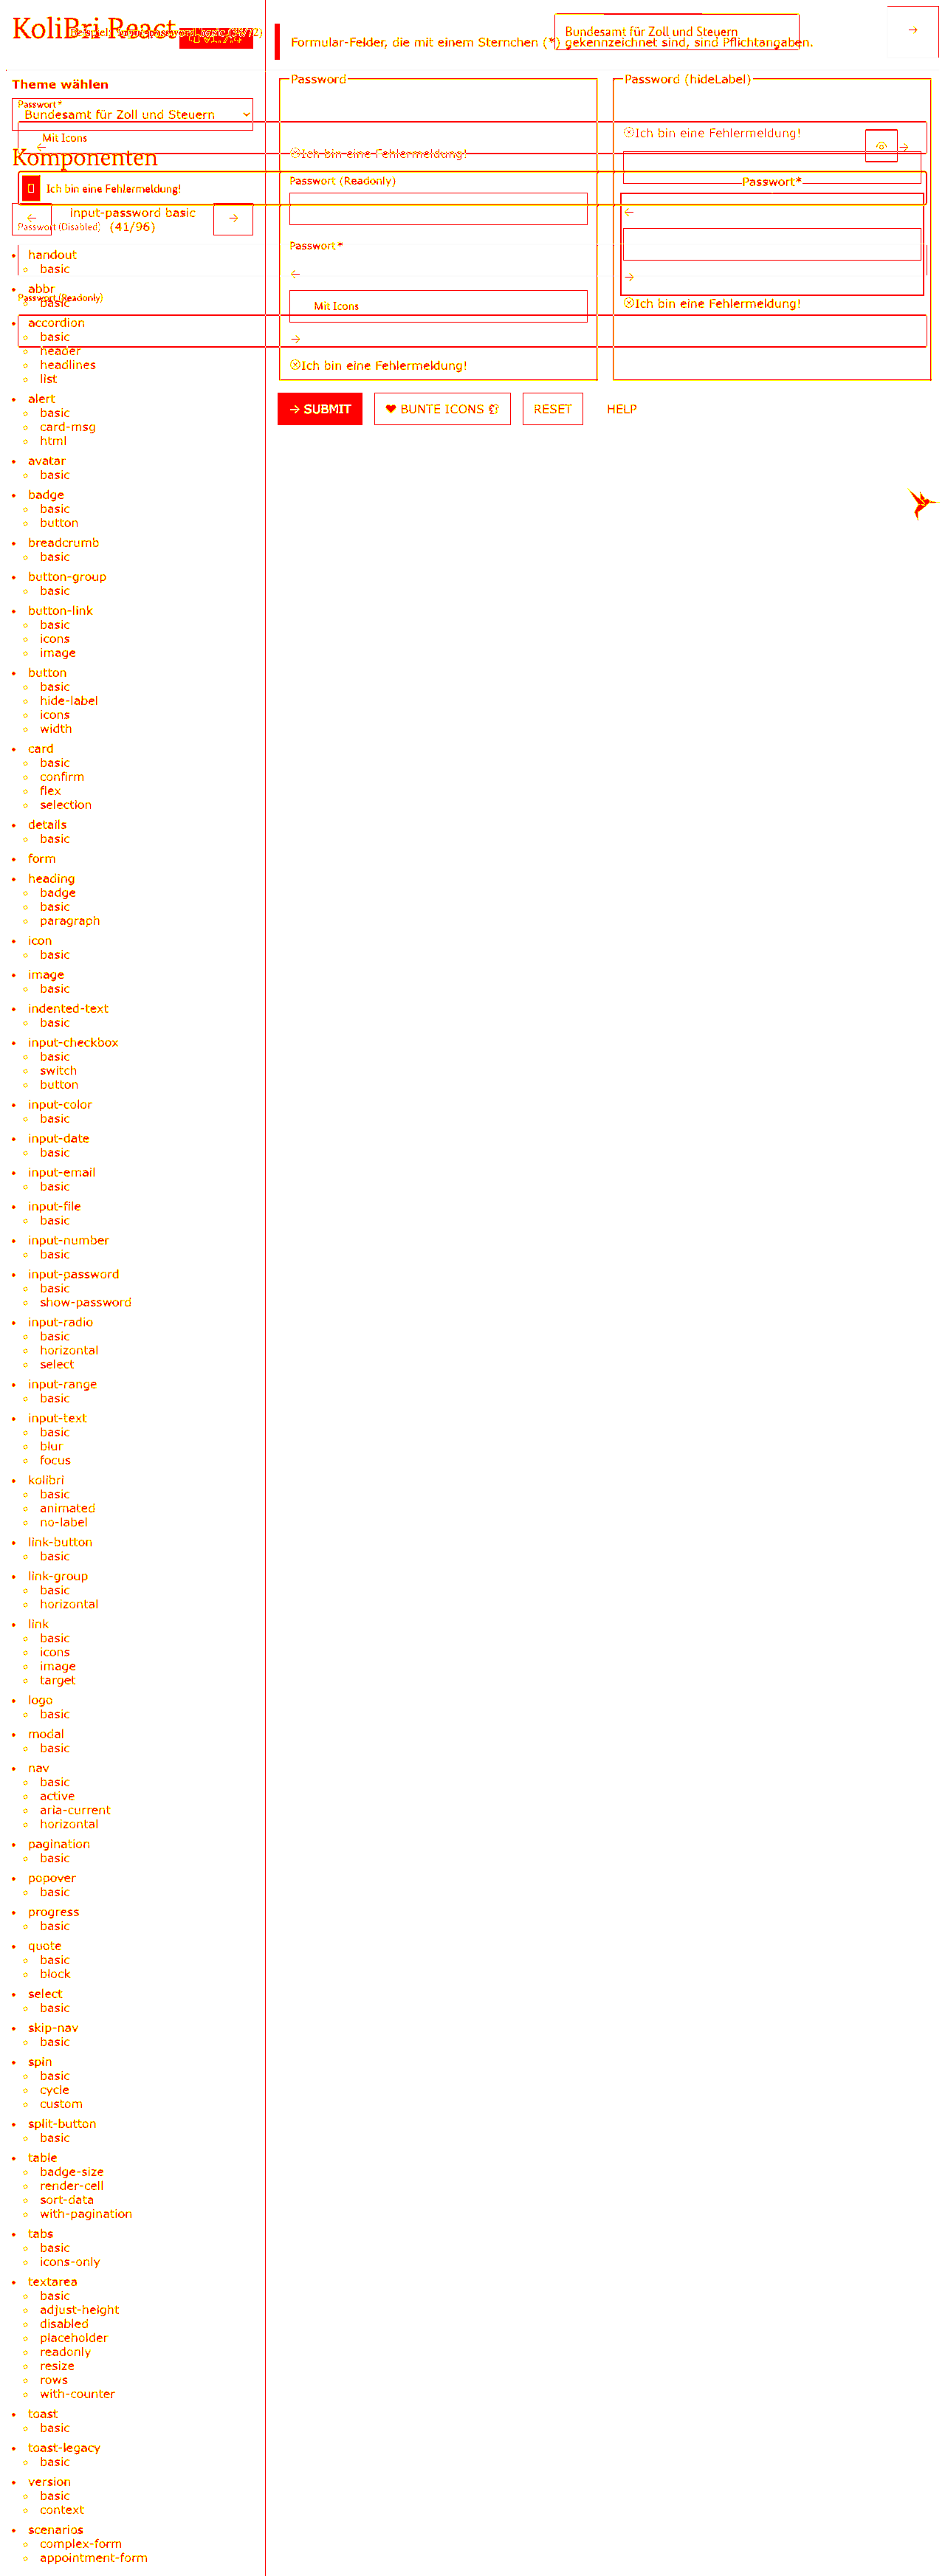 KoliBri React
Theme wählen
Passwort *
Bundesamt für Zoll und Steuern
Mit Icons
Komponenten
Ich bin eine Fehlermeldung!
← input-password basic →
Passwort (Disabled) (41/96)
handout
basic
abbr
basic
Passwort (Readonly)
accordion
basic
header
headlines
list
alert
basic
card-msg
html
avatar
basic
badge
basic
button
breadcrumb
basic
button-group
basic
button-link
basic
icons
image
button
basic
hide-label
icons
width
card
basic
confirm
flex
selection
details
basic
form
heading
badge
basic
paragraph
icon
basic
image
basic
indented-text
basic
input-checkbox
basic
switch
button
input-color
basic
input-date
basic
input-email
basic
input-file
basic
input-number
basic
input-password
basic
show-password
input-radio
basic
horizontal
select
input-range
basic
input-text
basic
blur
focus
kolibri
basic
animated
no-label
link-button
basic
link-group
basic
horizontal
link
basic
icons
image
target
logo
basic
modal
basic
nav
basic
active
aria-current
horizontal
pagination
basic
popover
basic
progress
basic
quote
basic
block
select
basic
skip-nav
basic
spin
basic
cycle
custom
split-button
basic
table
badge-size
render-cell
sort-data
with-pagination
tabs
basic
icons-only
textarea
basic
adjust-height
disabled
placeholder
readonly
resize
rows
with-counter
toast
basic
toast-legacy
basic
version
basic
context
scenarios
complex-form
appointment-form
Bundesamt für Zoll und Steuern
Formular-Felder, die mit einem Sternchen (*) gekennzeichnet sind, sind Pflichtangaben.
Password
Ich bin eine Fehlermeldung!
Passwort (Readonly)
Passwort *
Mit Icons
Ich bin eine Fehlermeldung!
Password (hideLabel)
Ich bin eine Fehlermeldung!
Passwort*
Ich bin eine Fehlermeldung!
→ SUBMIT
BUNTE ICONS
RESET
HELP